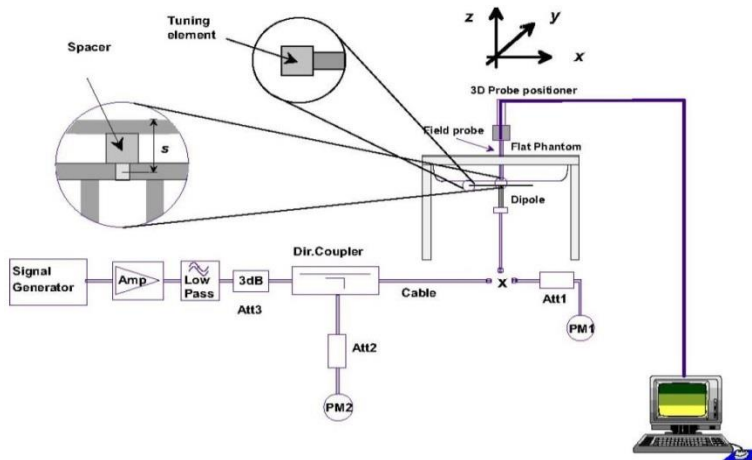 Tuning
element
Spacer
s
z
y
x
3D Probe positioner
Field probe
Flat Phantom
Dipole
Signal
Generator
Amp
Low
Pass
3dB
Att3
Dir.Coupler
Cable
x
Att1
PM1
Att2
PM2